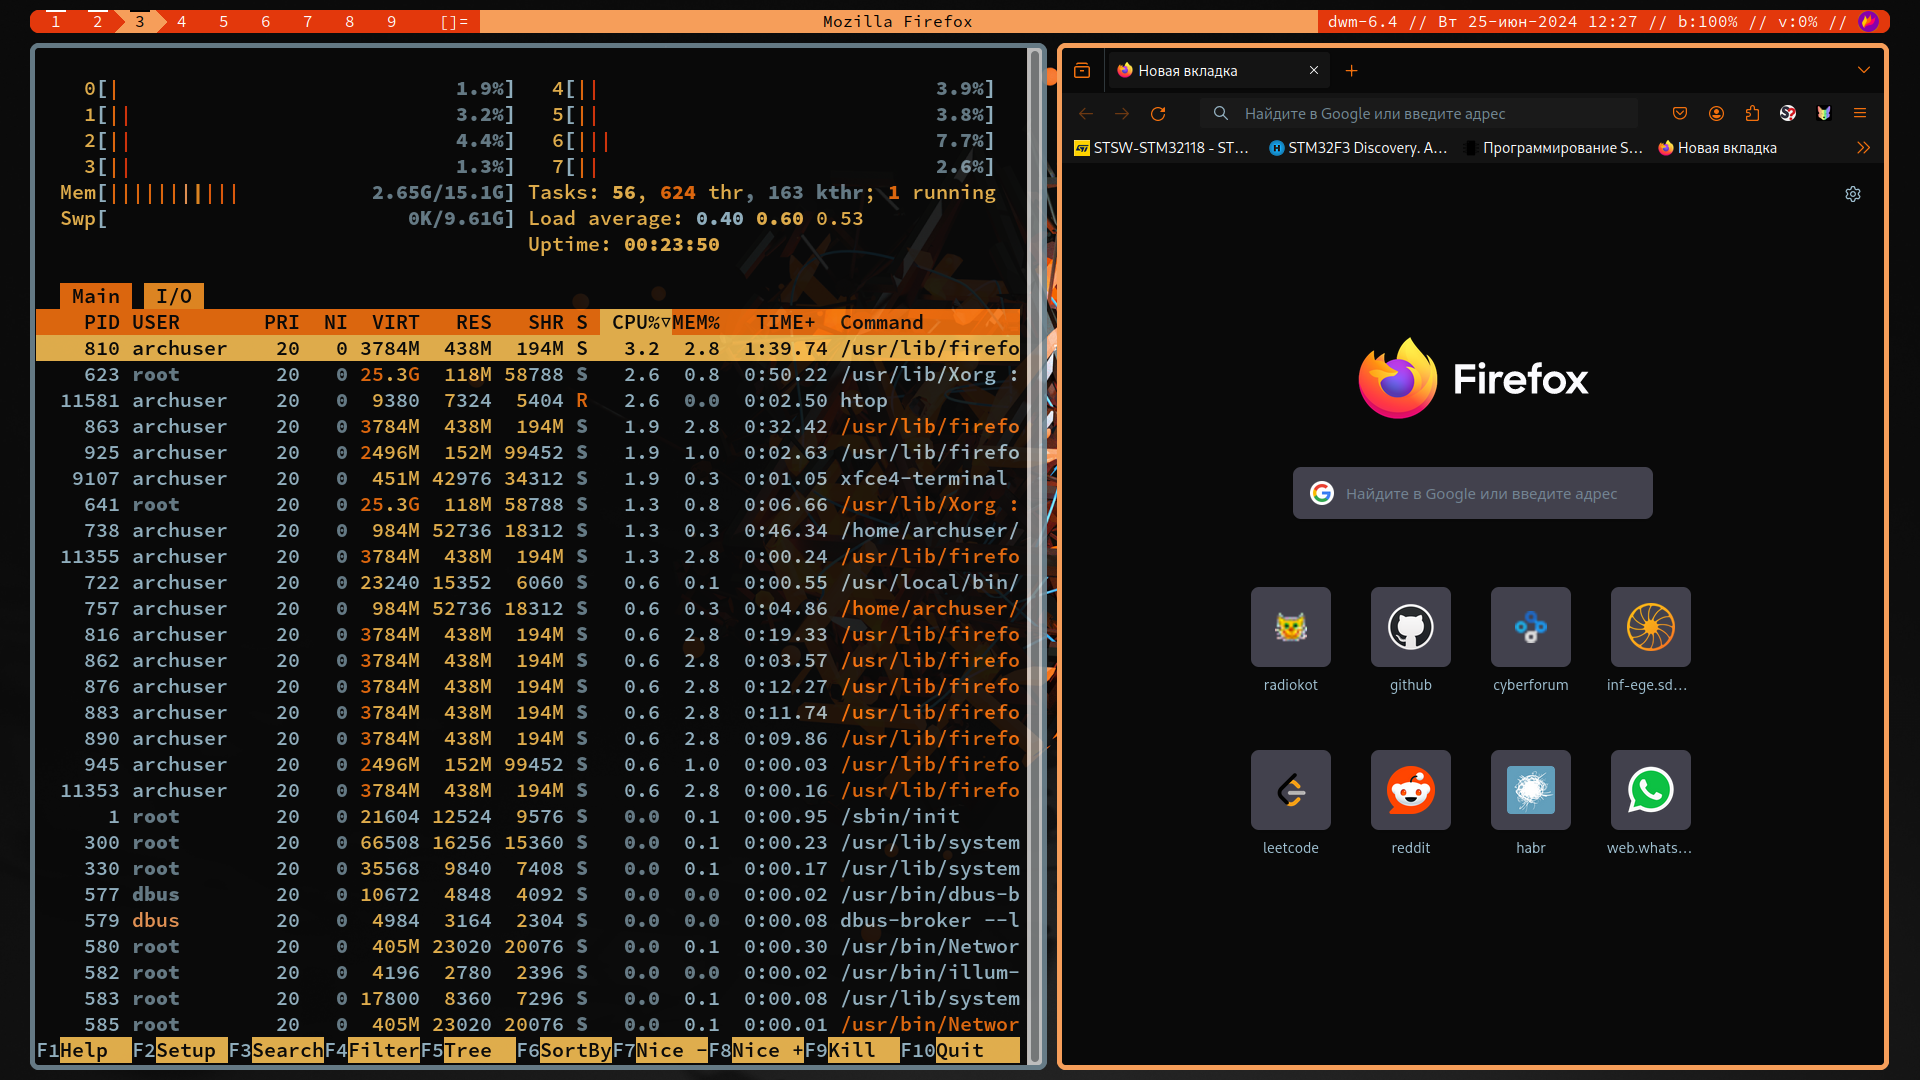 1 2 3 4 5 6 7 8 9 []= Mozilla Firefox dwm-6.4 // Вт 25-июн-2024 12:27 // b:100% // v:0% //
0[| 1.9%] 4[|| 3.9%]
1[|| 3.2%] 5[|| 3.8%]
2[|| 4.4%] 6[||| 7.7%]
3[|| 1.3%] 7[|| 2.6%]
Mem[||||||||||| 2.65G/15.1G] Tasks: 56, 624 thr, 163 kthr; 1 running
Swp[ 0K/9.61G] Load average: 0.40 0.60 0.53
Uptime: 00:23:50
Main I/O
PID USER PRI NI VIRT RES SHR S CPU%▽MEM% TIME+ Command
810 archuser 20 0 3784M 438M 194M S 3.2 2.8 1:39.74 /usr/lib/firefo
623 root 20 0 25.3G 118M 58788 S 2.6 0.8 0:50.22 /usr/lib/Xorg :
11581 archuser 20 0 9380 7324 5404 R 2.6 0.0 0:02.50 htop
863 archuser 20 0 3784M 438M 194M S 1.9 2.8 0:32.42 /usr/lib/firefo
925 archuser 20 0 2496M 152M 99452 S 1.9 1.0 0:02.63 /usr/lib/firefo
9107 archuser 20 0 451M 42976 34312 S 1.9 0.3 0:01.05 xfce4-terminal
641 root 20 0 25.3G 118M 58788 S 1.3 0.8 0:06.66 /usr/lib/Xorg :
738 archuser 20 0 984M 52736 18312 S 1.3 0.3 0:46.34 /home/archuser/
11355 archuser 20 0 3784M 438M 194M S 1.3 2.8 0:00.24 /usr/lib/firefo
722 archuser 20 0 23240 15352 6060 S 0.6 0.1 0:00.55 /usr/local/bin/
757 archuser 20 0 984M 52736 18312 S 0.6 0.3 0:04.86 /home/archuser/
816 archuser 20 0 3784M 438M 194M S 0.6 2.8 0:19.33 /usr/lib/firefo
862 archuser 20 0 3784M 438M 194M S 0.6 2.8 0:03.57 /usr/lib/firefo
876 archuser 20 0 3784M 438M 194M S 0.6 2.8 0:12.27 /usr/lib/firefo
883 archuser 20 0 3784M 438M 194M S 0.6 2.8 0:11.74 /usr/lib/firefo
890 archuser 20 0 3784M 438M 194M S 0.6 2.8 0:09.86 /usr/lib/firefo
945 archuser 20 0 2496M 152M 99452 S 0.6 1.0 0:00.03 /usr/lib/firefo
11353 archuser 20 0 3784M 438M 194M S 0.6 2.8 0:00.16 /usr/lib/firefo
1 root 20 0 21604 12524 9576 S 0.0 0.1 0:00.95 /sbin/init
300 root 20 0 66508 16256 15360 S 0.0 0.1 0:00.23 /usr/lib/system
330 root 20 0 35568 9840 7408 S 0.0 0.1 0:00.17 /usr/lib/system
577 dbus 20 0 10672 4848 4092 S 0.0 0.0 0:00.02 /usr/bin/dbus-b
579 dbus 20 0 4984 3164 2304 S 0.0 0.0 0:00.08 dbus-broker --l
580 root 20 0 405M 23020 20076 S 0.0 0.1 0:00.30 /usr/bin/Networ
582 root 20 0 4196 2780 2396 S 0.0 0.0 0:00.02 /usr/bin/illum-
583 root 20 0 17800 8360 7296 S 0.0 0.1 0:00.08 /usr/lib/system
585 root 20 0 405M 23020 20076 S 0.0 0.1 0:00.01 /usr/bin/Networ
F1Help F2Setup F3SearchF4FilterF5Tree F6SortByF7Nice -F8Nice +F9Kill F10Quit
Новая вкладка
Найдите в Google или введите адрес
STSW-STM32118 - ST... STM32F3 Discovery. A... Программирование S... Новая вкладка
Firefox
Найдите в Google или введите адрес
radiokot github cyberforum inf-ege.sd...
leetcode reddit habr web.whats...